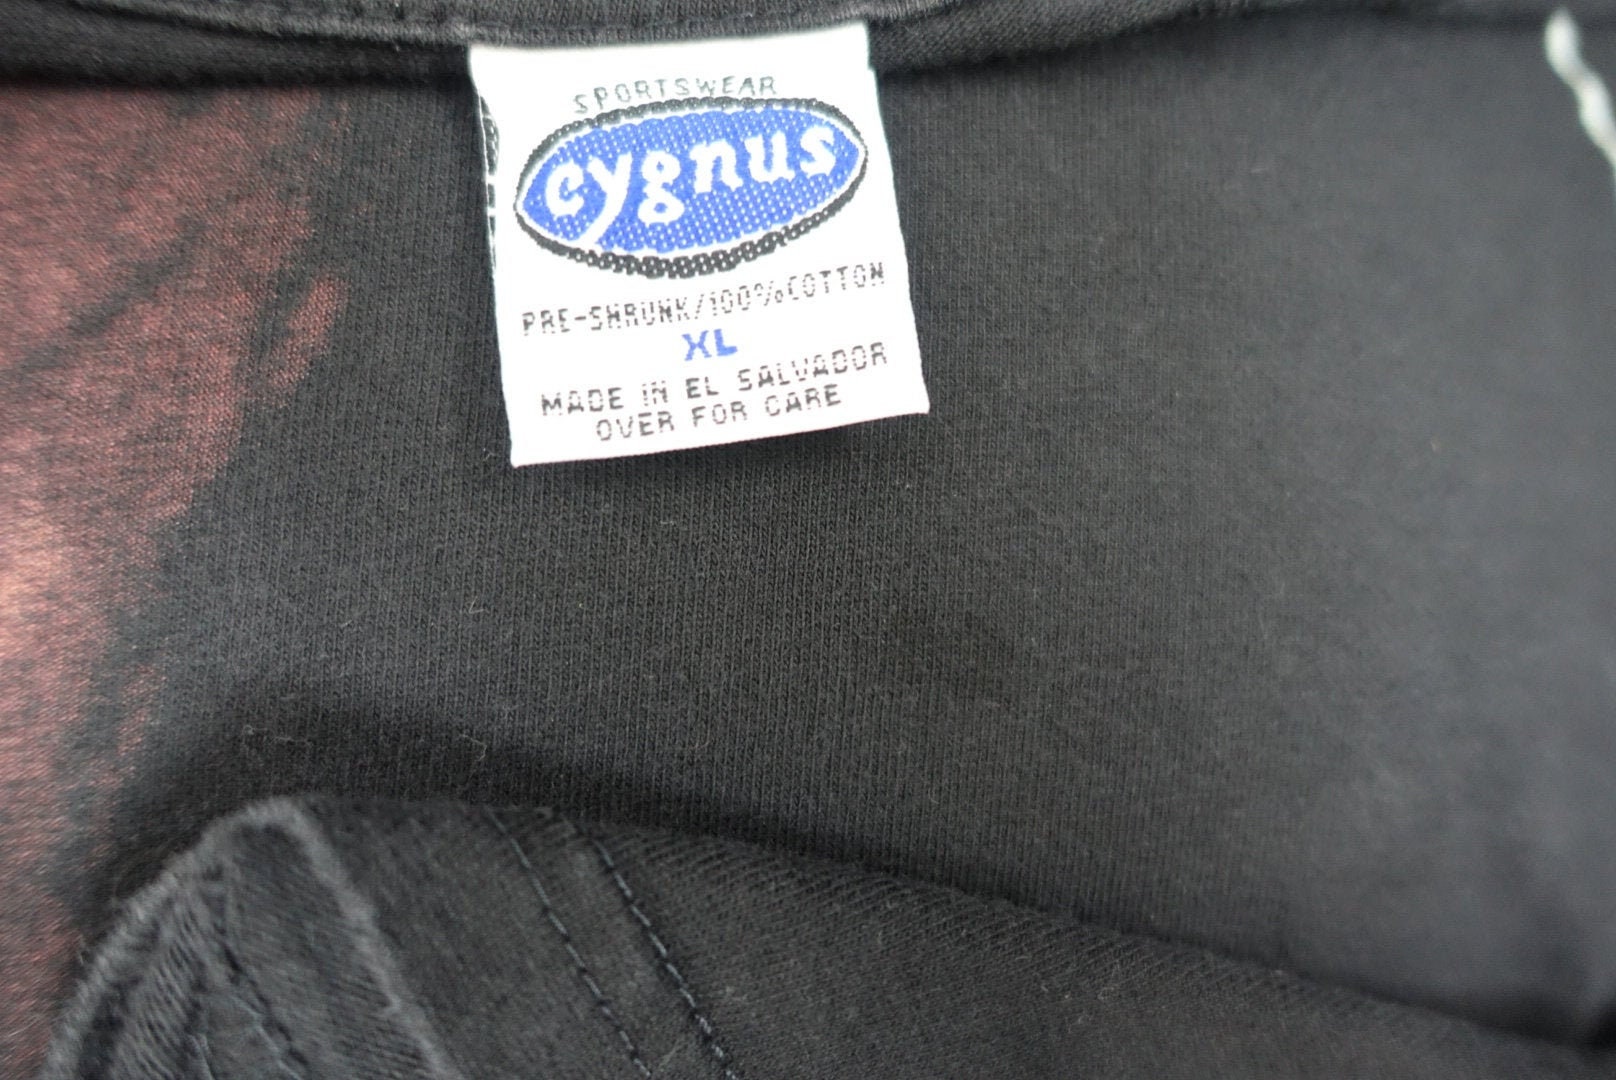 SPORTSWEAR
cygnus
PRE-SHRUNK/100%COTTON
XL
MADE IN EL SALVADOR
OVER FOR CARE